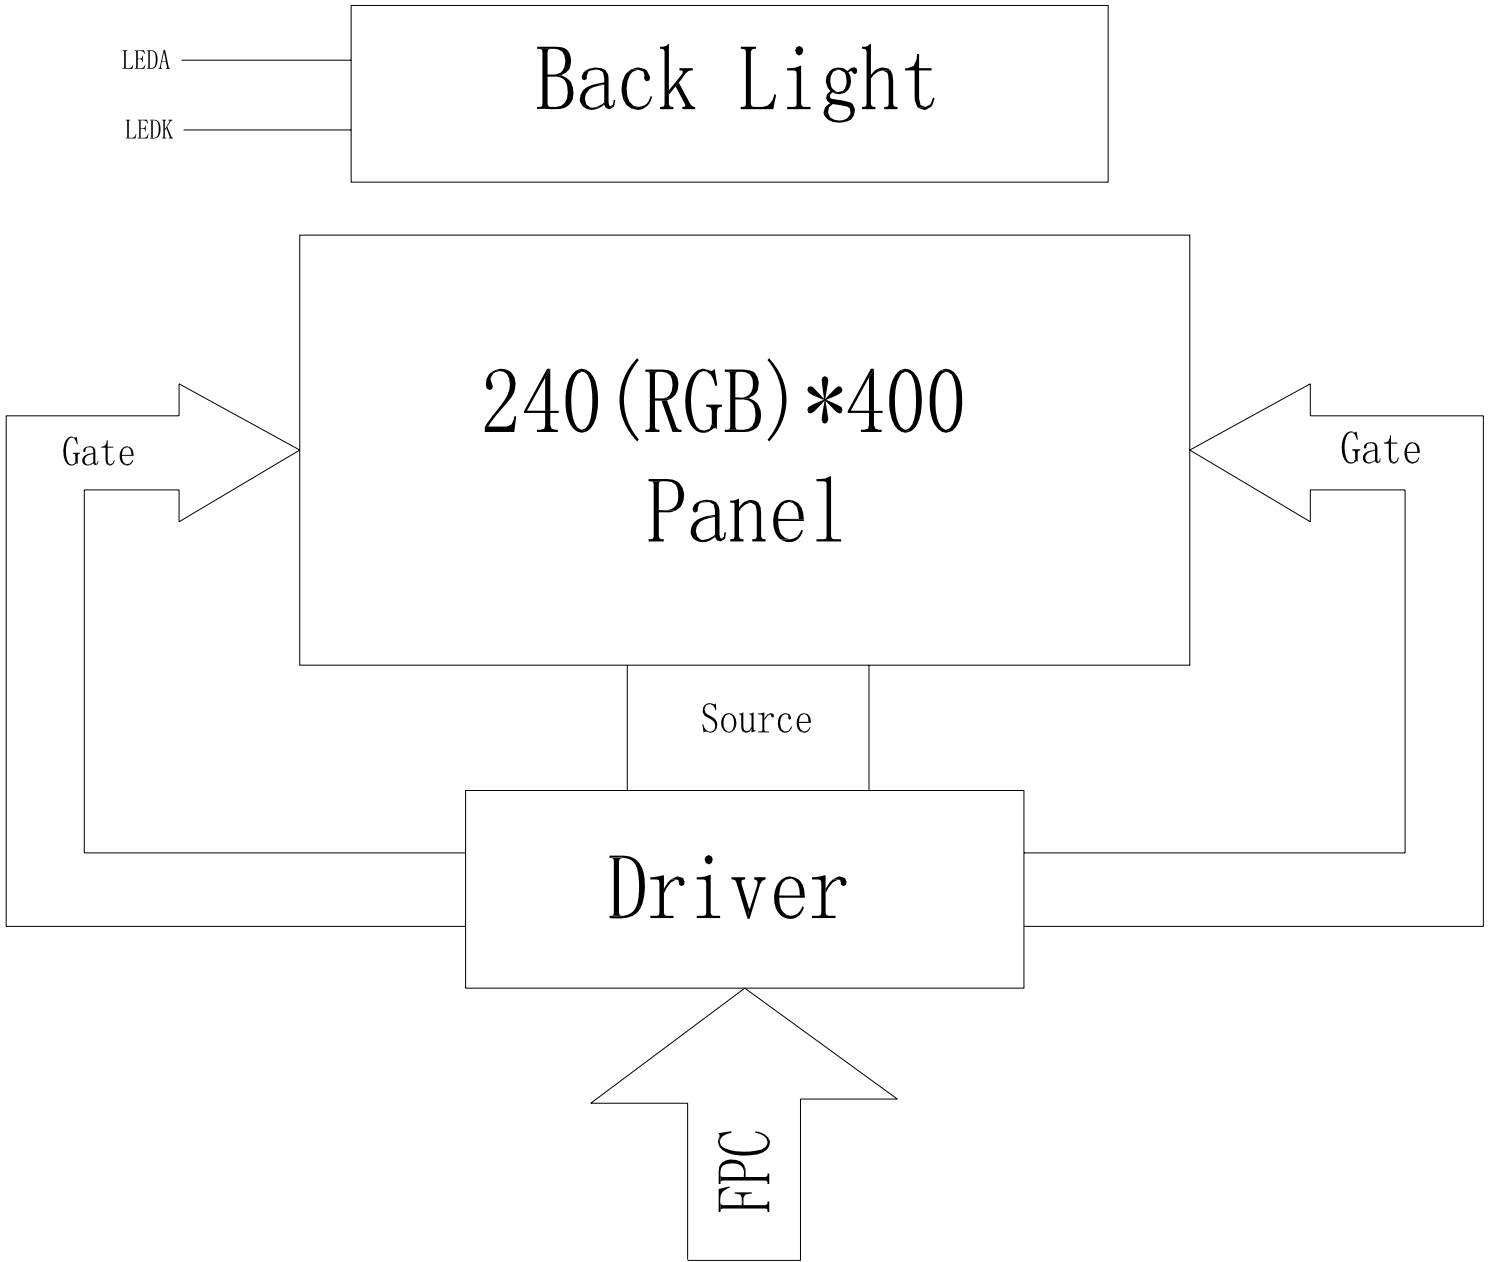 LEDA
Back Light
LEDK
240(RGB)*400
Gate
Gate
Panel
Source
Driver
FPC